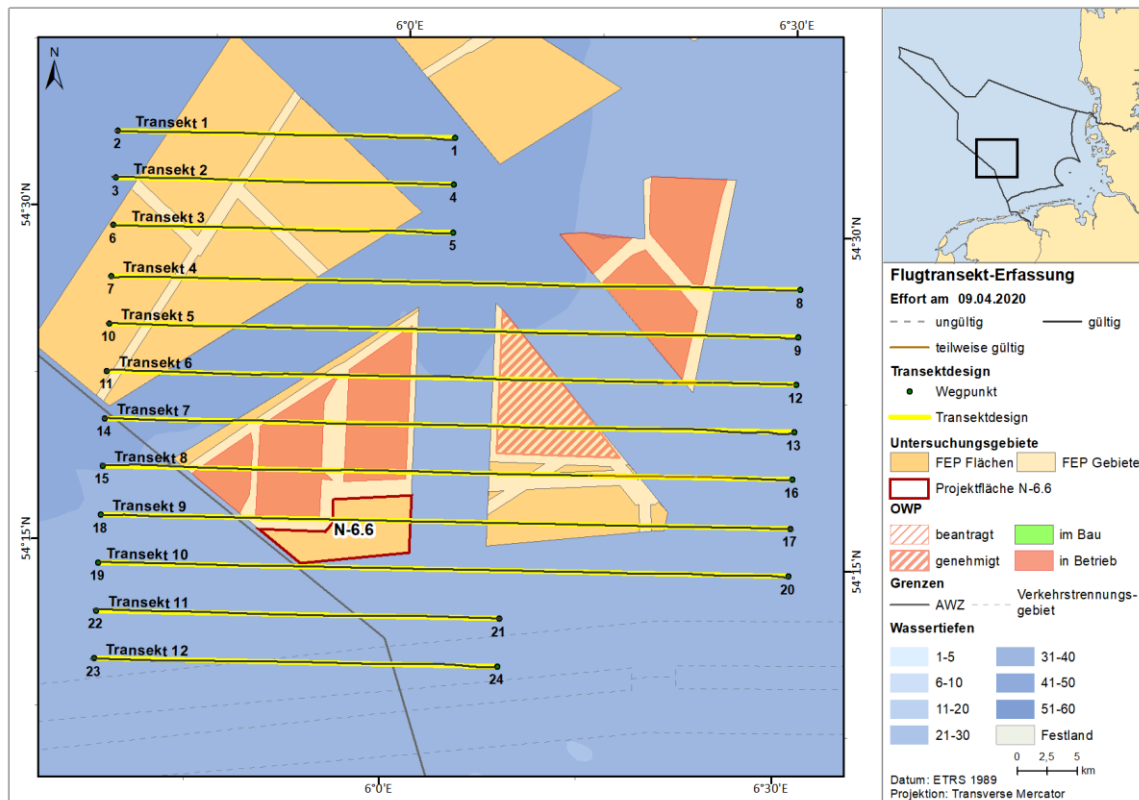 6°0'E
6°30'E
N
Transekt 1
2
1
Transekt 2
3
4
54°30'N
Transekt 3
6
5
54°30'N
Transekt 4
7
8
Transekt 5
10
9
Transekt 6
11
12
Transekt 7
14
13
Transekt 8
15
16
Transekt 9
18
17
N-6.6
54°15'N
Transekt 10
19
20
54°15'N
Transekt 11
22
21
Transekt 12
23
24
6°0'E
6°30'E
Flugtransekt-Erfassung
Effort am 09.04.2020
ungültig
gültig
teilweise gültig
Transektdesign
Wegpunkt
Transektdesign
Untersuchungsgebiete
FEP Flächen
FEP Gebiete
Projektfläche N-6.6
OWP
beantragt
im Bau
genehmigt
in Betrieb
Grenzen
AWZ
Verkehrstrennungs-
gebiet
Wassertiefen
1-5
31-40
6-10
41-50
11-20
51-60
21-30
Festland
0 2,5 5
km
Datum: ETRS 1989
Projektion: Transverse Mercator